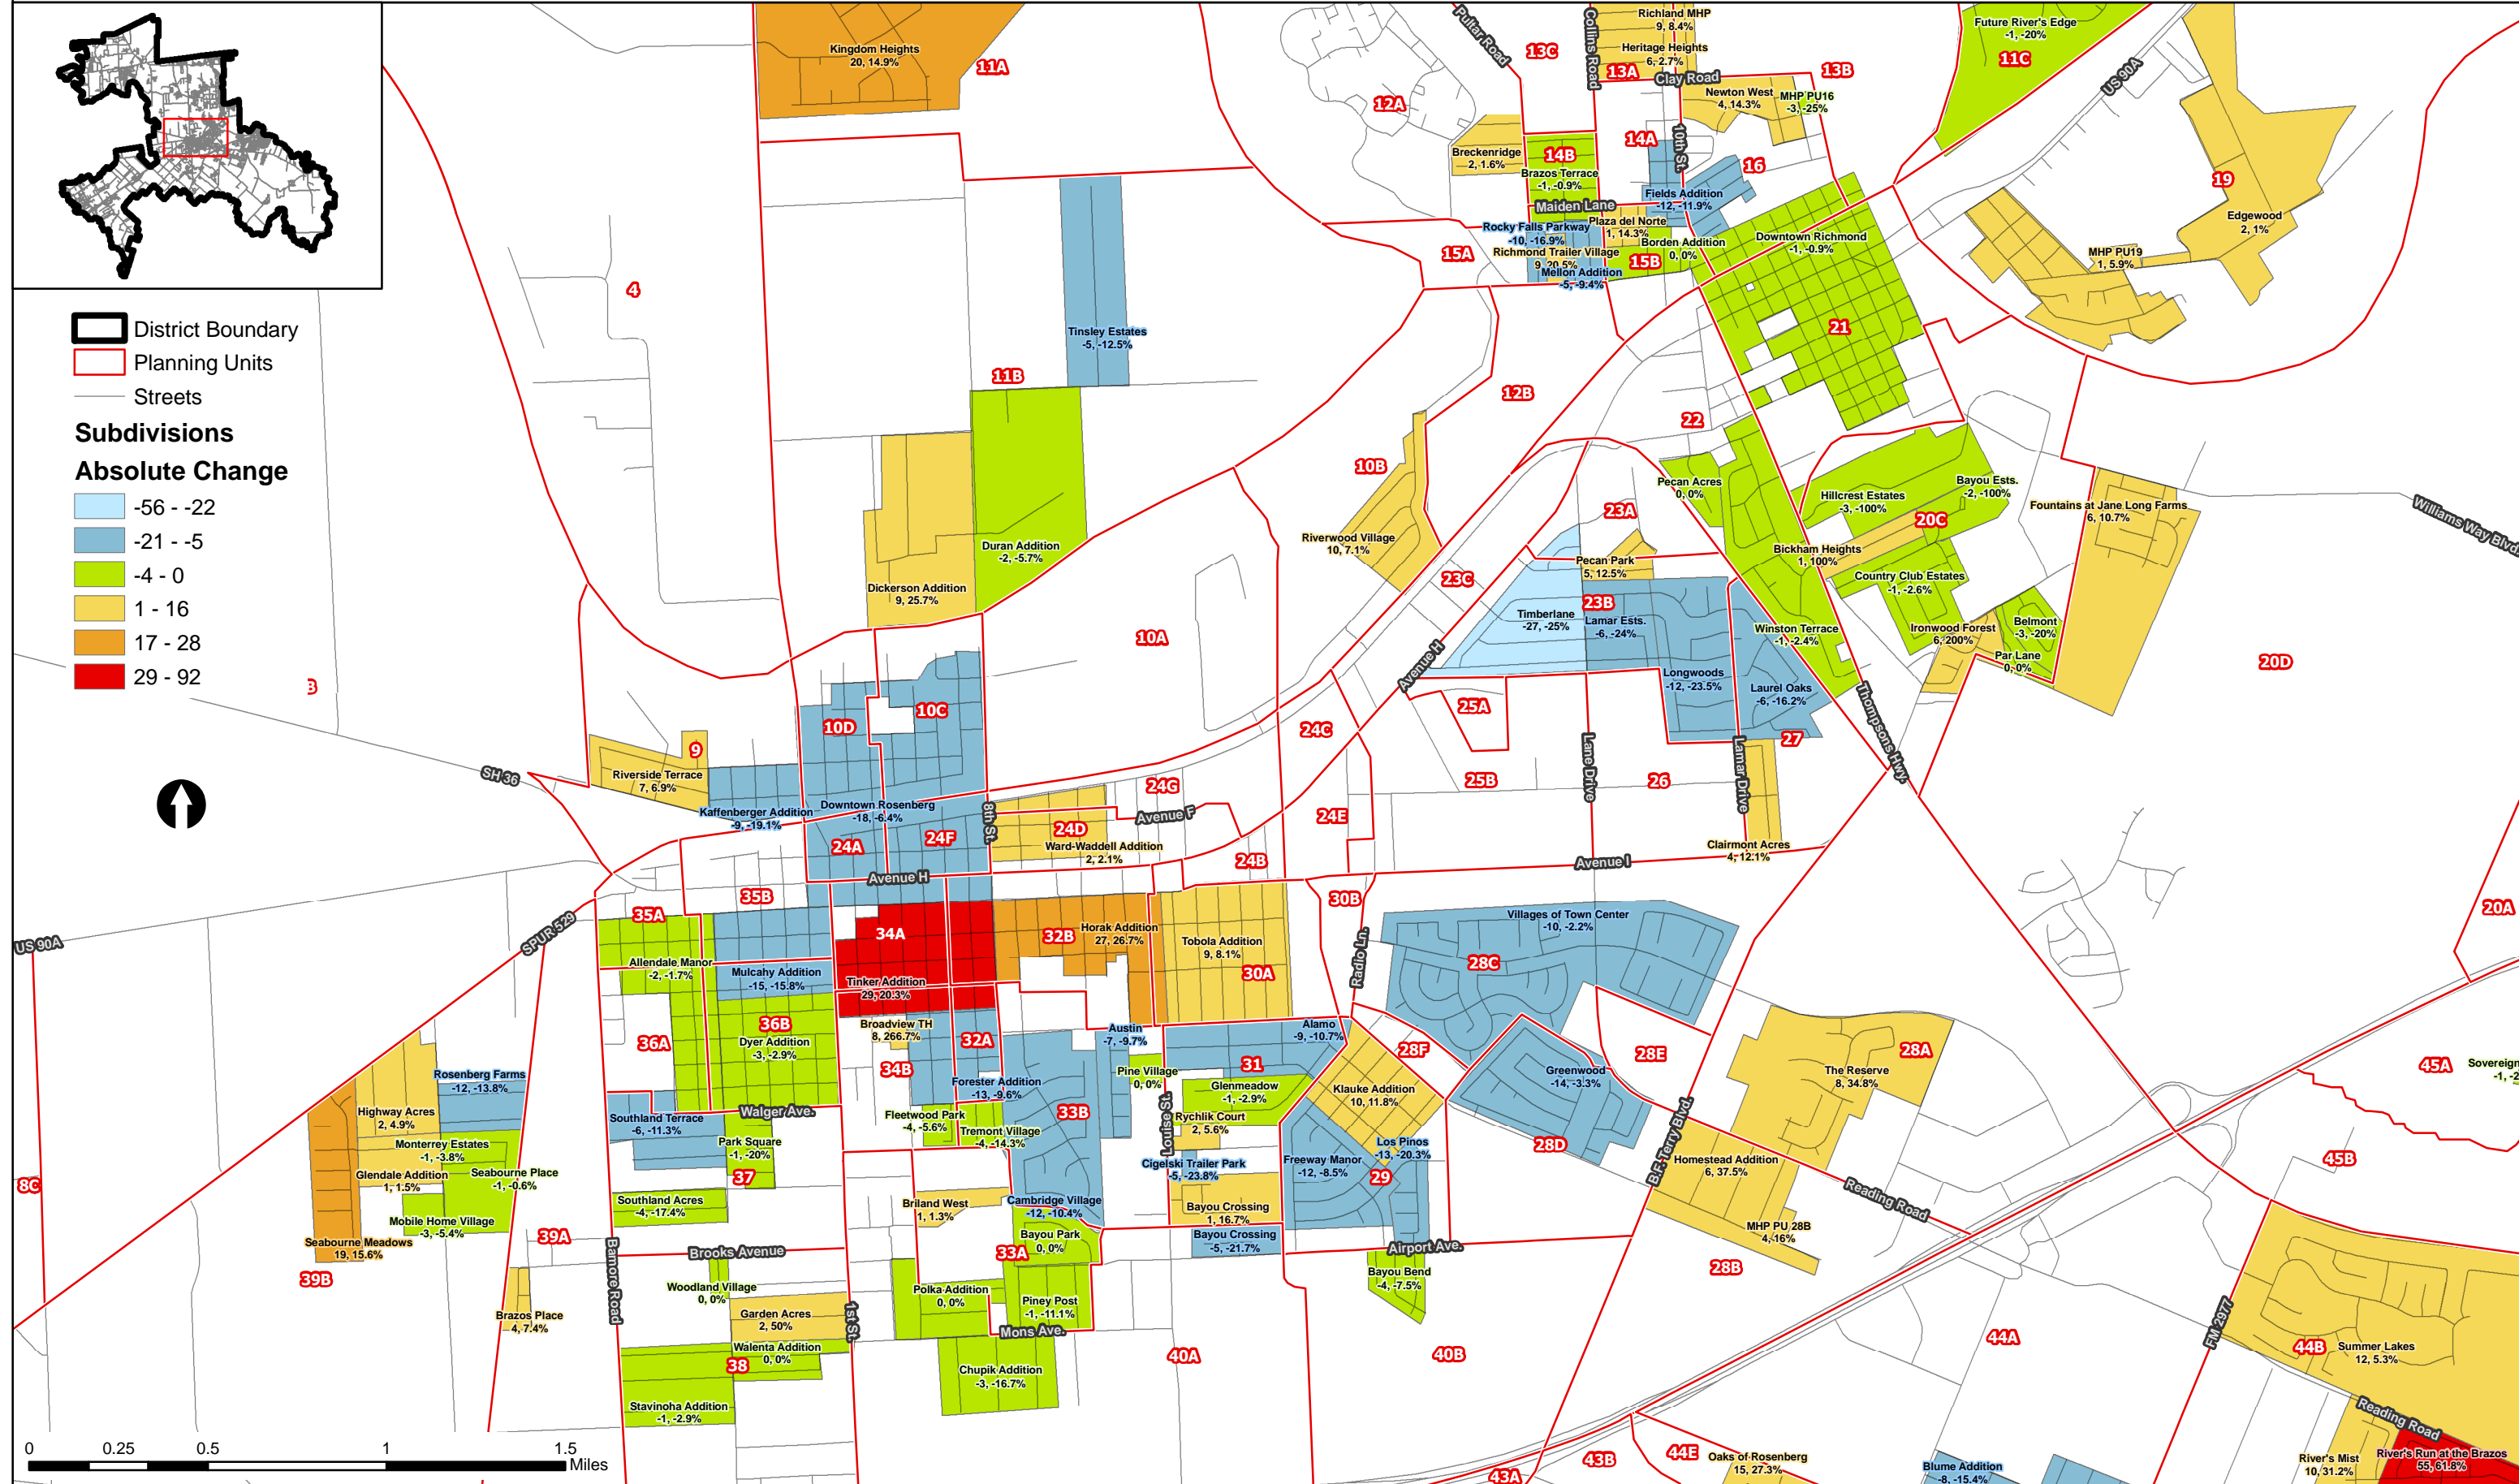 District Boundary
Planning Units
Streets
Subdivisions
Absolute Change
-56 - -22
-21 - -5
-4 - 0
1 - 16
17 - 28
29 - 92
0 0.25 0.5 1 1.5
Miles
Kingdom Heights
20, 14.9%
11A
Pultar Road
13C
Collins Road
Richland MHP
9, 8.4%
Heritage Heights
6, 2.7%
13A
Clay Road
13B
Future River's Edge
-1, -20%
11C
US 90A
12A
Newton West
4, 14.3%
MHP PU16
-3, -25%
Breckenridge
2, 1.6%
14B
Brazos Terrace
-1, -0.9%
14A
10th St.
16
Fields Addition
-12, -11.9%
Maiden Lane
19
Edgewood
2, 1%
MHP PU19
1, 5.9%
Rocky Falls Parkway
-10, -16.9%
Plaza del Norte
1, 14.3%
Richmond Trailer Village
9, 20.5%
Mellon Addition
-5, -9.4%
15A
15B
Borden Addition
0, 0%
Downtown Richmond
-1, -0.9%
21
4
Tinsley Estates
-5, -12.5%
11B
12B
22
10B
Pecan Acres
0, 0%
Hillcrest Estates
-3, -100%
Bayou Ests.
-2, -100%
20C
Fountains at Jane Long Farms
6, 10.7%
Williams Way Blvd.
23A
Riverwood Village
10, 7.1%
Duran Addition
-2, -5.7%
Dickerson Addition
9, 25.7%
Pecan Park
5, 12.5%
Bickham Heights
1, 100%
Country Club Estates
-1, -2.6%
23C
23B
Timberlane
-27, -25%
Lamar Ests.
-6, -24%
Winston Terrace
-1, -2.4%
Ironwood Forest
6, 200%
Belmont
-3, -20%
Par Lane
0, 0%
20D
10A
Avenue H
Longwoods
-12, -23.5%
Laurel Oaks
-6, -16.2%
B
10D
10C
24C
25A
27
Thompsons Hwy.
9
Riverside Terrace
7, 6.9%
SH 36
Kaffenberger Addition
-9, -19.1%
Downtown Rosenberg
-18, -6.4%
8th St.
24G
Avenue F
24D
Ward-Waddell Addition
2, 2.1%
24A
24F
24E
25B
Lane Drive
26
Lamar Drive
Clairmont Acres
4, 12.1%
24B
Avenue I
Avenue H
35B
30B
20A
US 90A
SPUR 529
35A
34A
32B
Horak Addition
27, 26.7%
Tobola Addition
9, 8.1%
30A
Radio Ln.
Villages of Town Center
-10, -2.2%
28C
Allendale Manor
-2, -1.7%
Mulcahy Addition
-15, -15.8%
Tinker Addition
29, 20.3%
36B
Dyer Addition
-3, -2.9%
36A
Broadview TH
8, 266.7%
32A
34B
Austin
-7, -9.7%
Alamo
-9, -10.7%
31
28F
28E
28A
The Reserve
8, 34.8%
45A
Sovereign
Rosenberg Farms
-12, -13.8%
Forester Addition
-13, -9.6%
Pine Village
0, 0%
Glenmeadow
-1, -2.9%
Klauke Addition
10, 11.8%
Greenwood
-14, -3.3%
Highway Acres
2, 4.9%
Southland Terrace
-6, -11.3%
Walger Ave.
Fleetwood Park
-4, -5.6%
Tremont Village
-4, -14.3%
33B
Louise St.
Rychlik Court
2, 5.6%
28D
B.F. Terry Blvd.
Monterrey Estates
-1, -3.8%
Park Square
-1, -20%
37
Los Pinos
-13, -20.3%
Homestead Addition
6, 37.5%
45B
8C
Glendale Addition
1, 1.5%
Seabourne Place
-1, -0.6%
Cigelski Trailer Park
-5, -23.8%
Freeway Manor
-12, -8.5%
29
Reading Road
Southland Acres
-4, -17.4%
Briland West
1, 1.3%
Cambridge Village
-12, -10.4%
Bayou Crossing
1, 16.7%
MHP PU 28B
4, 16%
Mobile Home Village
-3, -5.4%
Seabourne Meadows
19, 15.6%
39A
39B
Bamore Road
Brooks Avenue
33A
Bayou Park
0, 0%
Bayou Crossing
-5, -21.7%
Airport Ave.
28B
Bayou Bend
-4, -7.5%
Woodland Village
0, 0%
Polka Addition
0, 0%
Piney Post
-1, -11.1%
Brazos Place
4, 7.4%
Garden Acres
2, 50%
1st St.
Mons Ave.
Walenta Addition
0, 0%
38
40A
40B
44A
FM 2977
44B
Summer Lakes
12, 5.3%
Chupik Addition
-3, -16.7%
Stavinoha Addition
-1, -2.9%
Reading Road
43A
43B
44E
Oaks of Rosenberg
15, 27.3%
Blume Addition
-8, -15.4%
River's Mist
10, 31.2%
River's Run at the Brazos
55, 61.8%